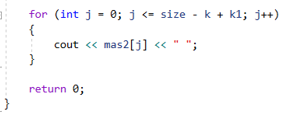 for (int j = 0; j <= size - k + k1; j++)
{
cout << mas2[j] << " ";
}
return 0;
}